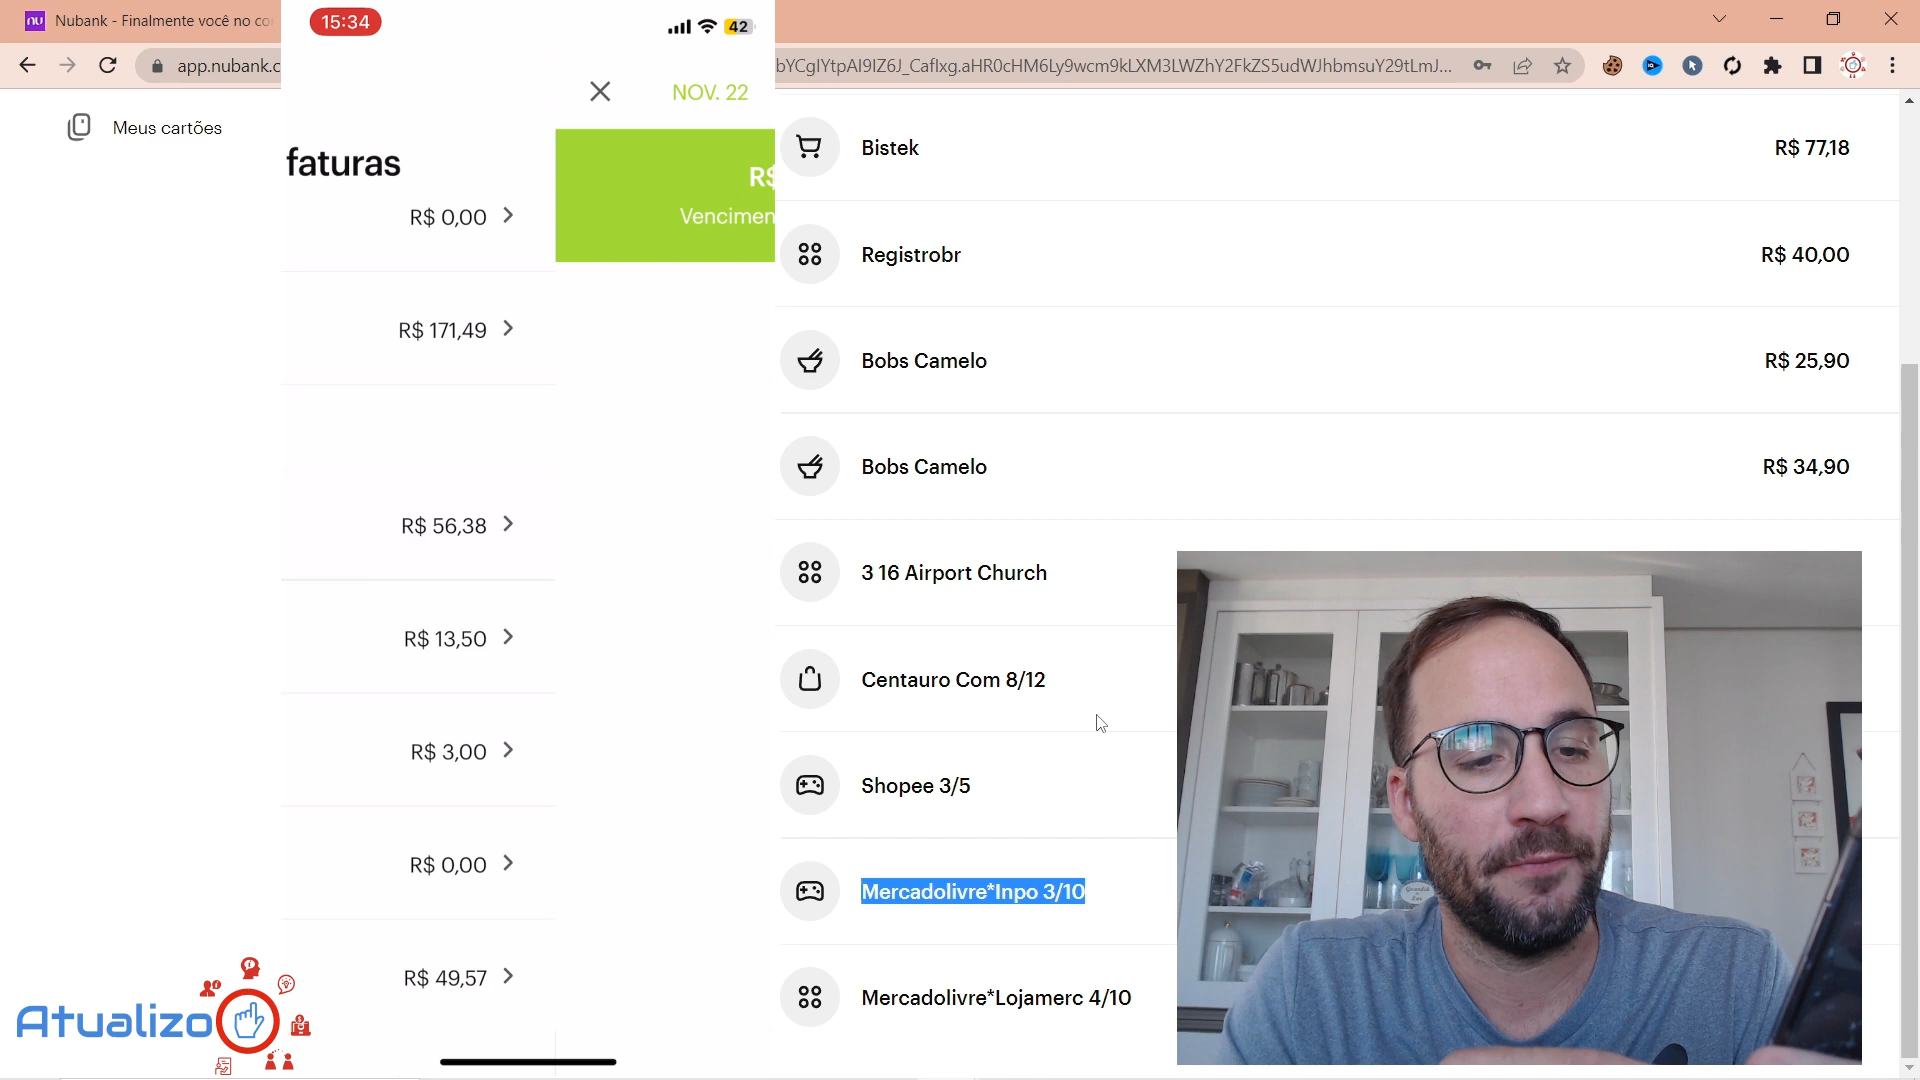 Nubank - Finalmente você no co
app.nubank.c
bYCgIYtpAI9IZ6J_Caflxg.aHR0cHM6Ly9wcm9kLXM3LWZhY2FkZS5udWJhbmsuY29tLmJ...
15:34
42
NOV. 22
Meus cartões
faturas
R$
Vencimen
R$ 0,00
R$ 171,49
R$ 56,38
R$ 13,50
R$ 3,00
R$ 0,00
R$ 49,57
Bistek
R$ 77,18
Registrobr
R$ 40,00
Bobs Camelo
R$ 25,90
Bobs Camelo
R$ 34,90
3 16 Airport Church
Centauro Com 8/12
Shopee 3/5
Mercadolivre*Inpo 3/10
Mercadolivre*Lojamerc 4/10
Atualizo